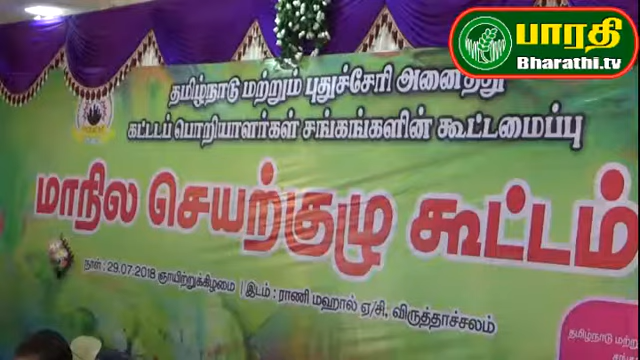 பாரதி
Bharathi.tv
தமிழ்நாடு மற்றும் புதுச்சேரி அனைத்து
கட்டடப் பொறியாளர்கள் சங்கங்களின் கூட்டமைப்பு
மாநில செயற்குழு கூட்டம்
நாள் : 29.07.2018 ஞாயிற்றுக்கிழமை | இடம் : ராணி மஹால் ஏ/சி, விருத்தாச்சலம்
தமிழ்நாடு மற்று